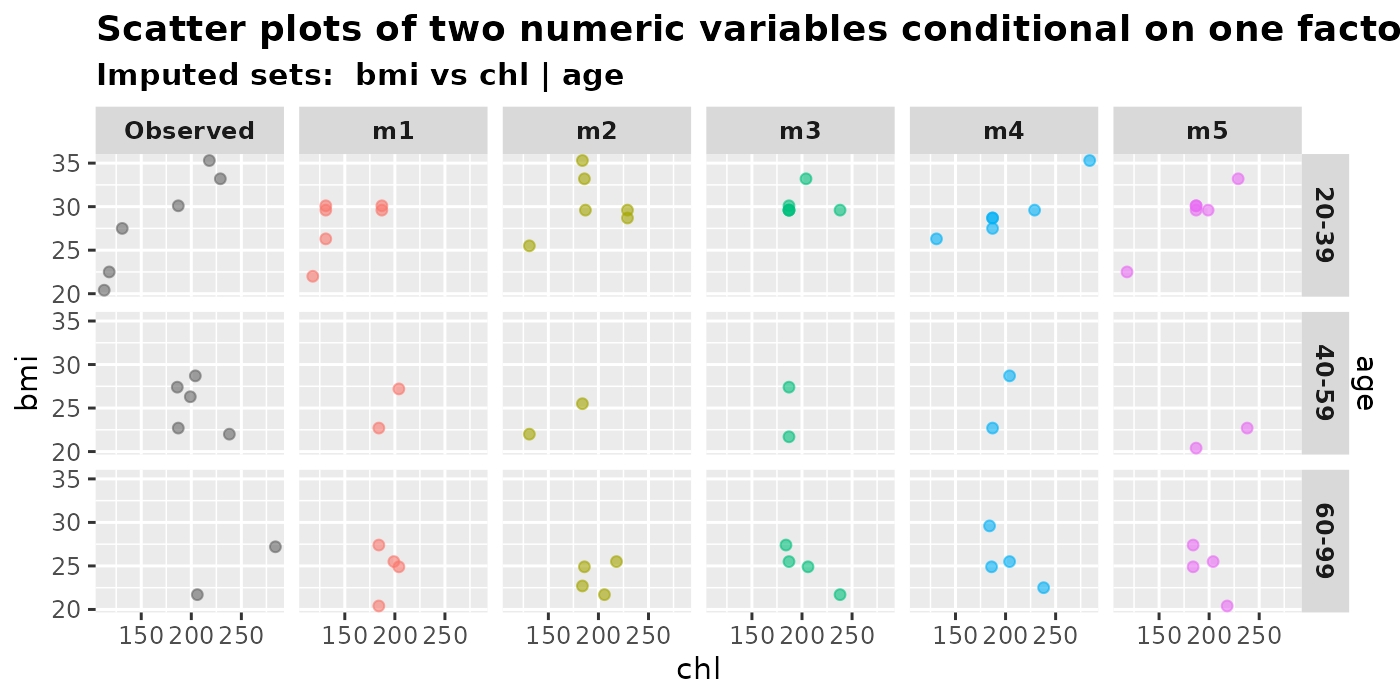 Scatter plots of two numeric variables conditional on one facto
Imputed sets:  bmi vs chl | age
Observed m1 m2 m3 m4 m5
35
30
25
20
20-39
35
30
25
20
40-59
35
30
25
20
60-99
bmi
age
150 200 250 150 200 250 150 200 250 150 200 250 150 200 250 150 200 250
chl